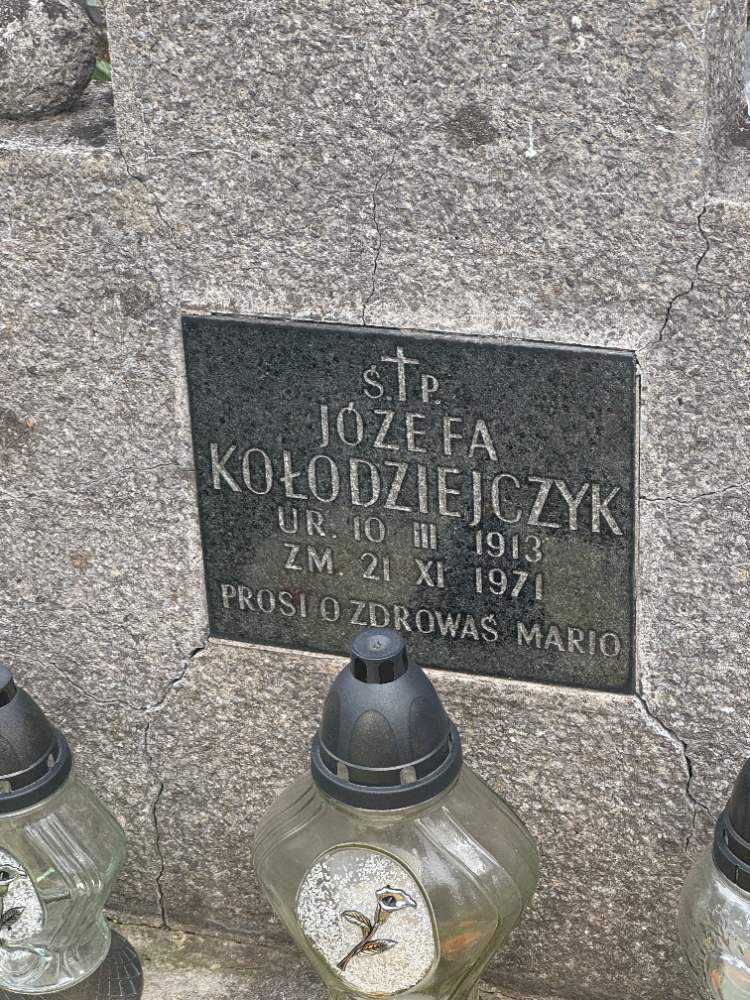 Ś.†P.
JÓZEFA
KOŁODZIEJCZYK
UR. 10 III 1913
ZM. 21 XI 1971
PROSI O ZDROWAŚ MARIO